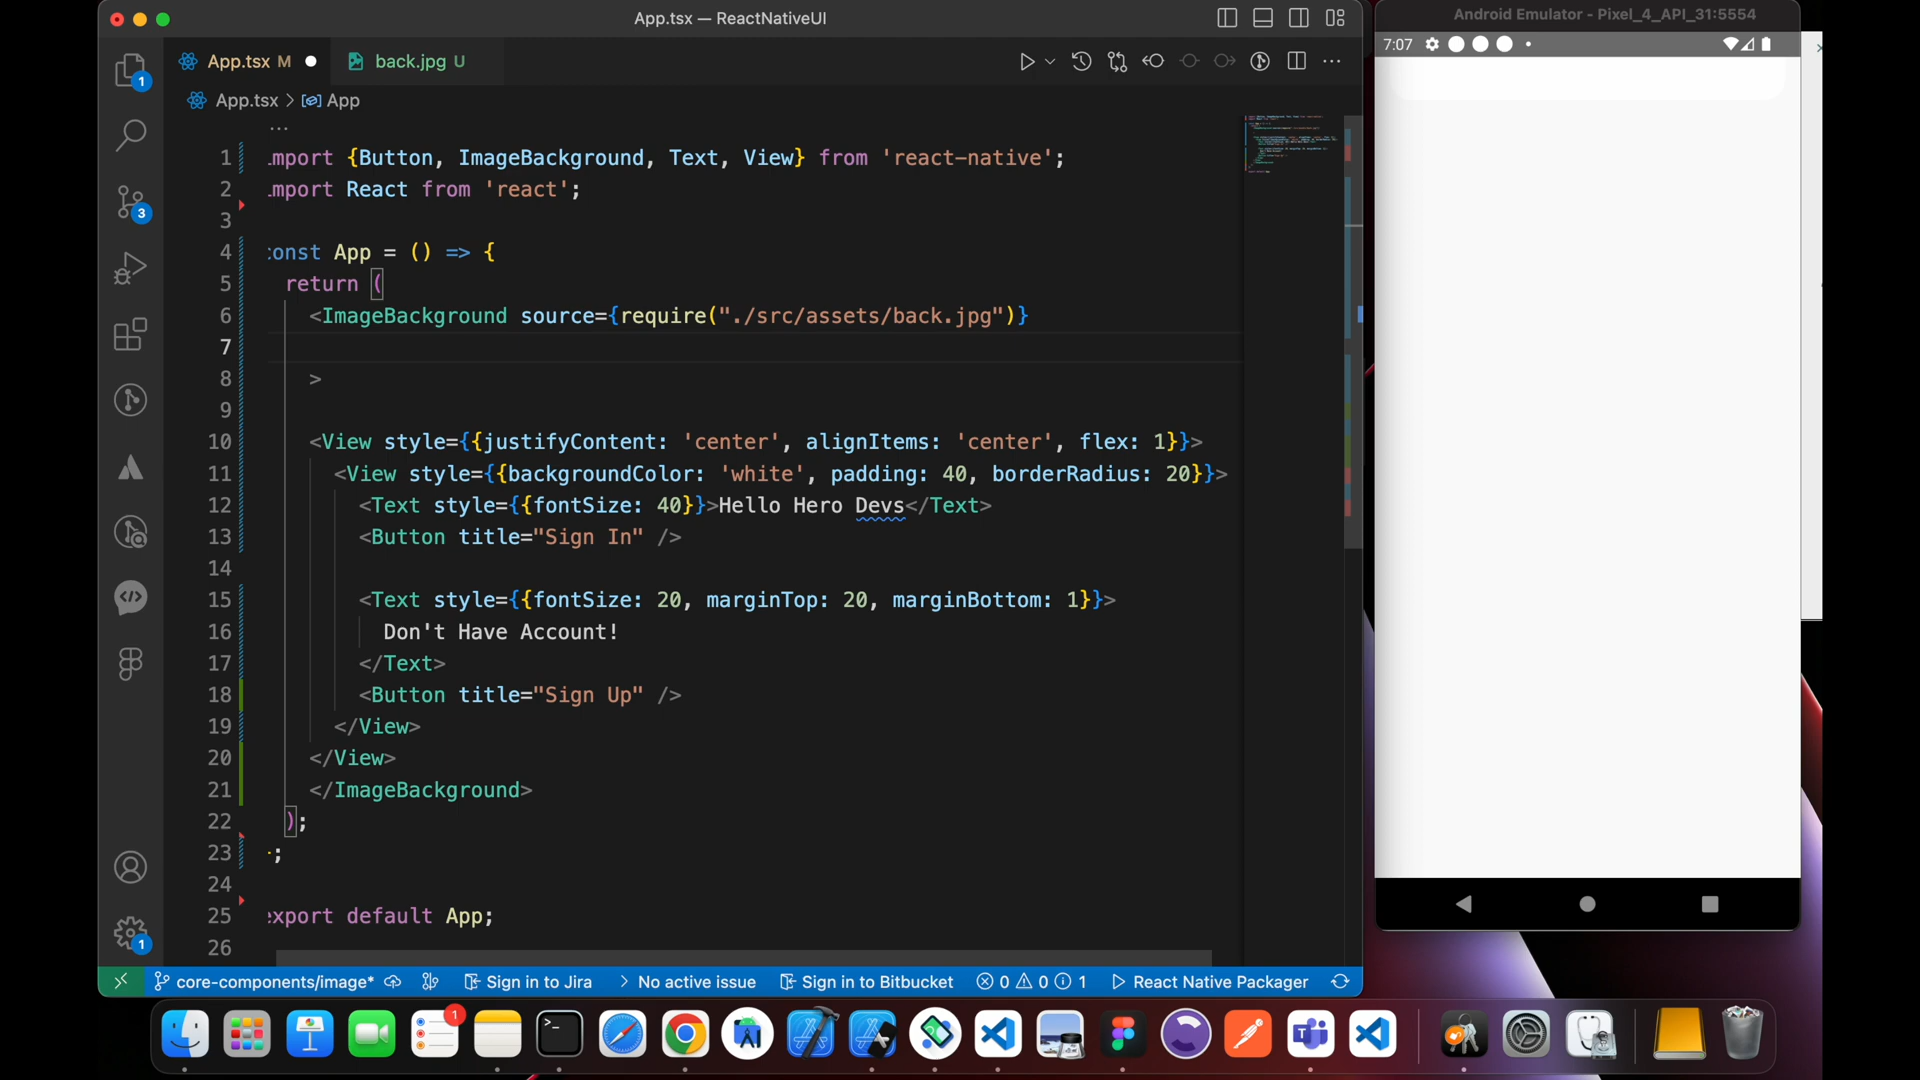 App.tsx — ReactNativeUI
App.tsx M
back.jpg U
App.tsx > App
...
1 mport {Button, ImageBackground, Text, View} from 'react-native';
2 mport React from 'react';
3
4 onst App = () => {
5 return (
6 <ImageBackground source={require("./src/assets/back.jpg")}
7
8 >
9
10 <View style={{justifyContent: 'center', alignItems: 'center', flex: 1}}>
11 <View style={{backgroundColor: 'white', padding: 40, borderRadius: 20}}>
12 <Text style={{fontSize: 40}}>Hello Hero Devs</Text>
13 <Button title="Sign In" />
14
15 <Text style={{fontSize: 20, marginTop: 20, marginBottom: 1}}>
16 Don't Have Account!
17 </Text>
18 <Button title="Sign Up" />
19 </View>
20 </View>
21 </ImageBackground>
22 );
23 ;
24
25 export default App;
26
1
3
1
core-components/image*
Sign in to Jira
No active issue
Sign in to Bitbucket
0 0 1
React Native Packager
Android Emulator - Pixel_4_API_31:5554
7:07
1